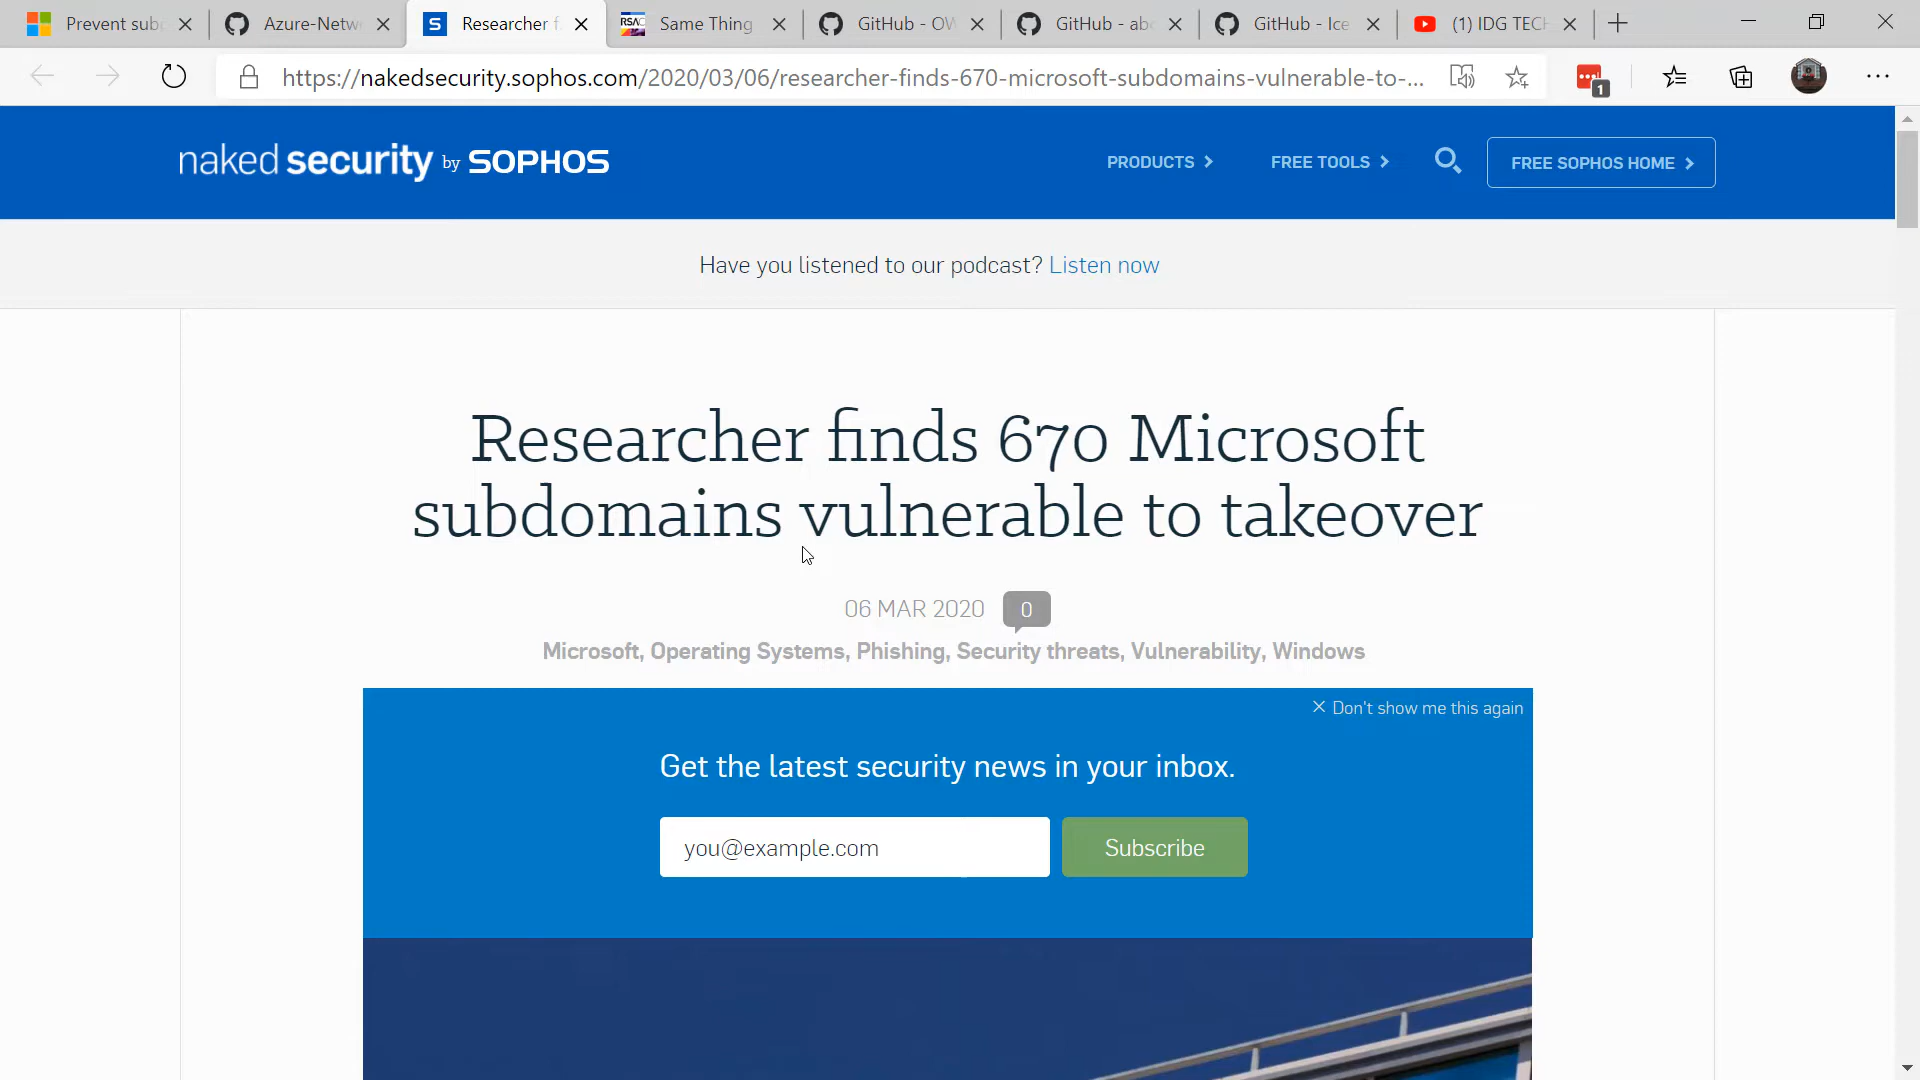 Prevent sub
Azure-Netw
Researcher f
RSAC
Same Thing
GitHub - OW
GitHub - abc
GitHub - Ice
(1) IDG TECH
https://nakedsecurity.sophos.com/2020/03/06/researcher-finds-670-microsoft-subdomains-vulnerable-to-...
1
naked security by SOPHOS
PRODUCTS
FREE TOOLS
FREE SOPHOS HOME
Have you listened to our podcast? Listen now
Researcher finds 670 Microsoft
subdomains vulnerable to takeover
06 MAR 2020
0
Microsoft, Operating Systems, Phishing, Security threats, Vulnerability, Windows
Don't show me this again
Get the latest security news in your inbox.
you@example.com
Subscribe